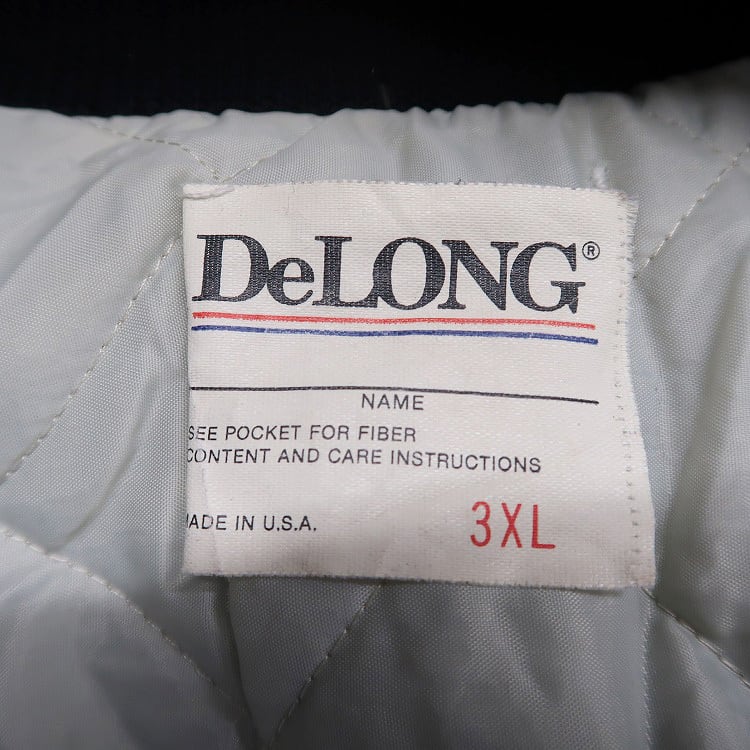 DeLONG®
NAME
SEE POCKET FOR FIBER
CONTENT AND CARE INSTRUCTIONS
MADE IN U.S.A.
3XL